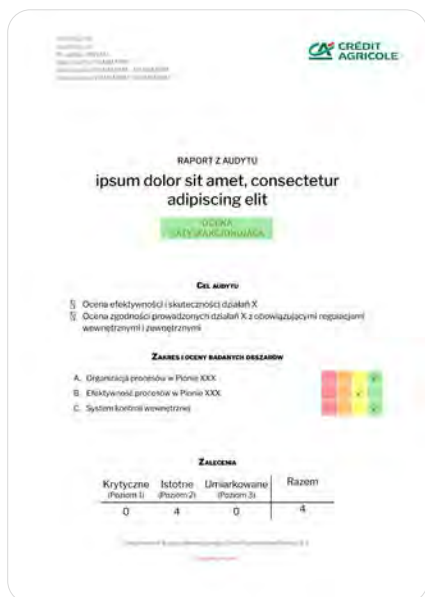 CRÉDIT
AGRICOLE
RAPORT Z AUDYTU
ipsum dolor sit amet, consectetur
adipiscing elit
OCENA
SATYSFAKCJONUJĄCA
CEL AUDYTU
Ocena efektywności i skuteczności działań X
Ocena zgodności prowadzonych działań X z obowiązującymi regulacjami
wewnętrznymi i zewnętrznymi
ZAKRES I OCENY BADANYCH OBSZARÓW
A. Organizacja procesów w Pionie XXX
B. Efektywność procesów w Pionie XXX
C. System kontroli wewnętrznej
ZALECENIA
Krytyczne Istotne Umiarkowane Razem
(Poziom 1) (Poziom 2) (Poziom 3)
0 4 0 4